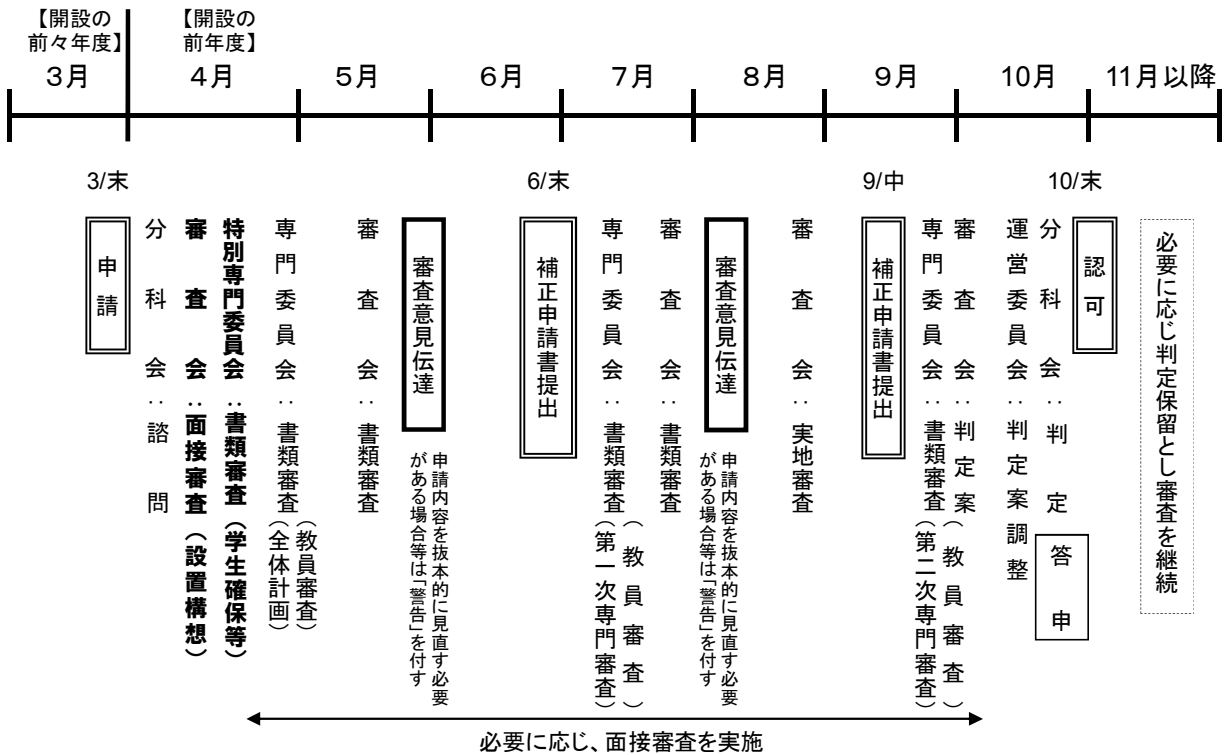 【開設の
前々年度】
【開設の
前年度】
3月
4月
5月
6月
7月
8月
9月
10月
11月以降
3/末
6/末
9/中
10/末
申請
分科会諮問
審査会：面接審査（設置構想）
特別専門委員会：書類審査（学生確保等）
専門委員会：書類審査
（教員審査）
（全体計画）
審査会：書類審査
審査意見伝達
申請内容を抜本的に見直す必要
がある場合等は「警告」を付す
補正申請書提出
専門委員会：書類審査
（教員審査）
（第一次専門審査）
審査会：書類審査
審査意見伝達
申請内容を抜本的に見直す必要
がある場合等は「警告」を付す
審査会：実地審査
補正申請書提出
専門委員会：書類審査
（教員審査）
（第二次専門審査）
審査会：判定案
運営委員会：判定案調整
分科会：判定
答申
認可
必要に応じ判定保留とし審査を継続
必要に応じ、面接審査を実施